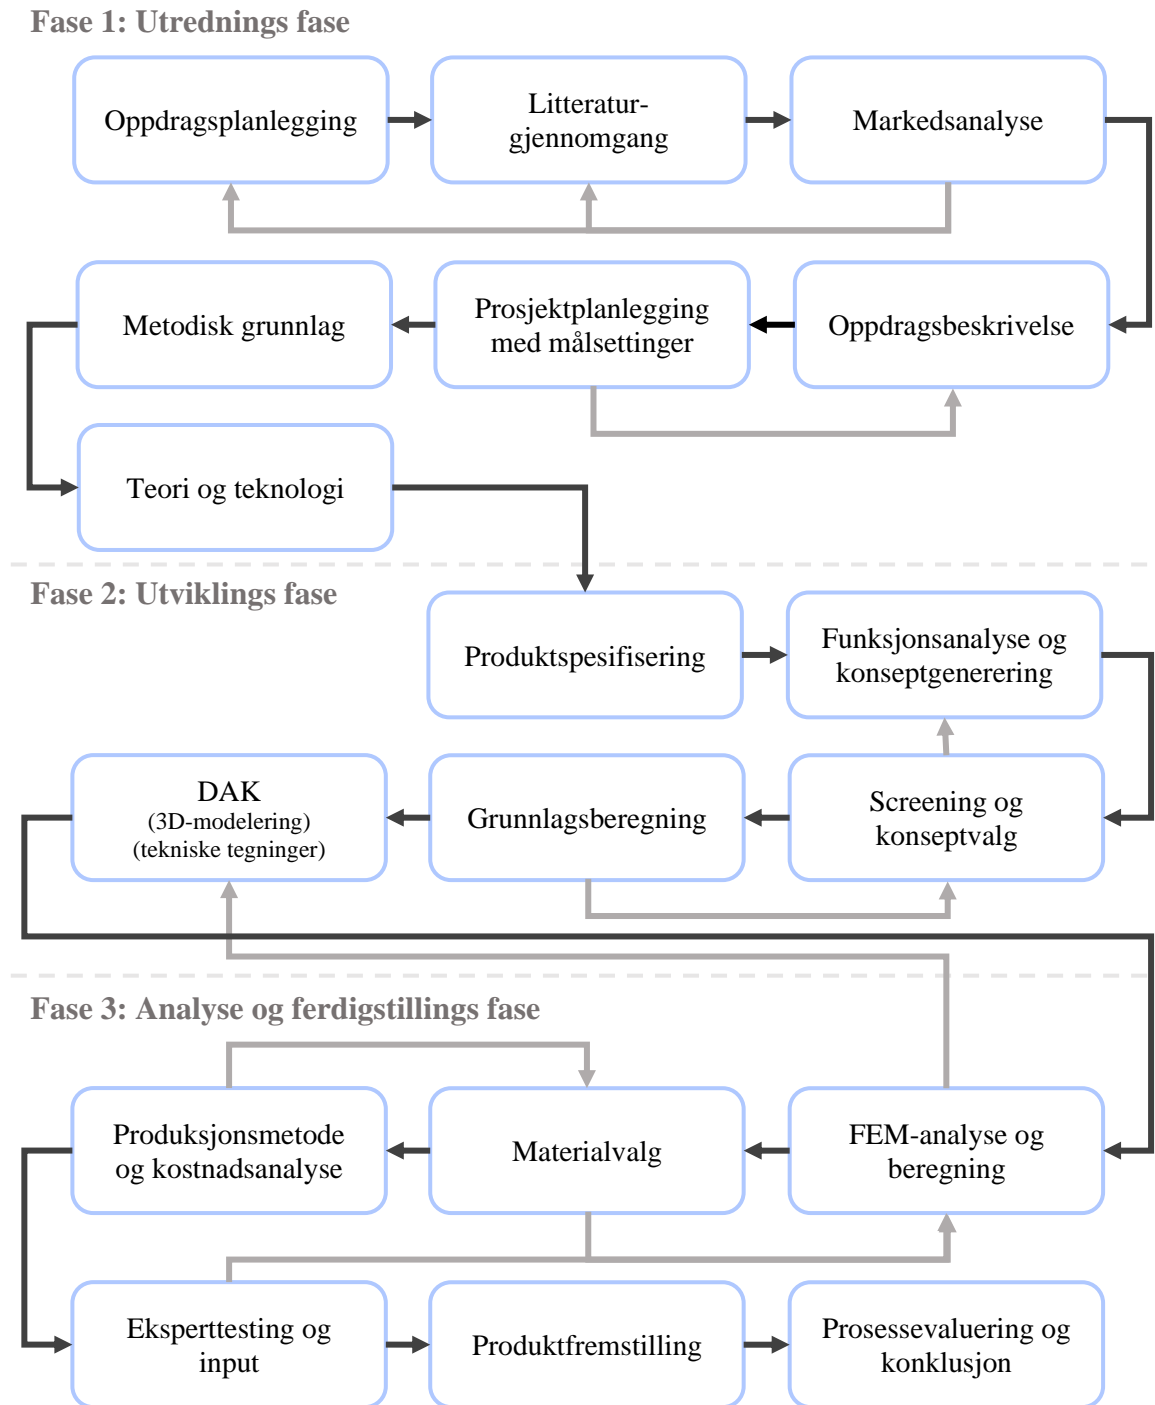 Fase 1: Utrednings fase
Oppdragsplanlegging
Litteratur-
gjennomgang
Markedsanalyse
Metodisk grunnlag
Prosjektplanlegging
med målsettinger
Oppdragsbeskrivelse
Teori og teknologi
Fase 2: Utviklings fase
Produktspesifisering
Funksjonsanalyse og
konseptgenerering
DAK
(3D-modelering)
(tekniske tegninger)
Grunnlagsberegning
Screening og
konseptvalg
Fase 3: Analyse og ferdigstillings fase
Produksjonsmetode
og kostnadsanalyse
Materialvalg
FEM-analyse og
beregning
Eksperttesting og
input
Produktfremstilling
Prosessevaluering og
konklusjon